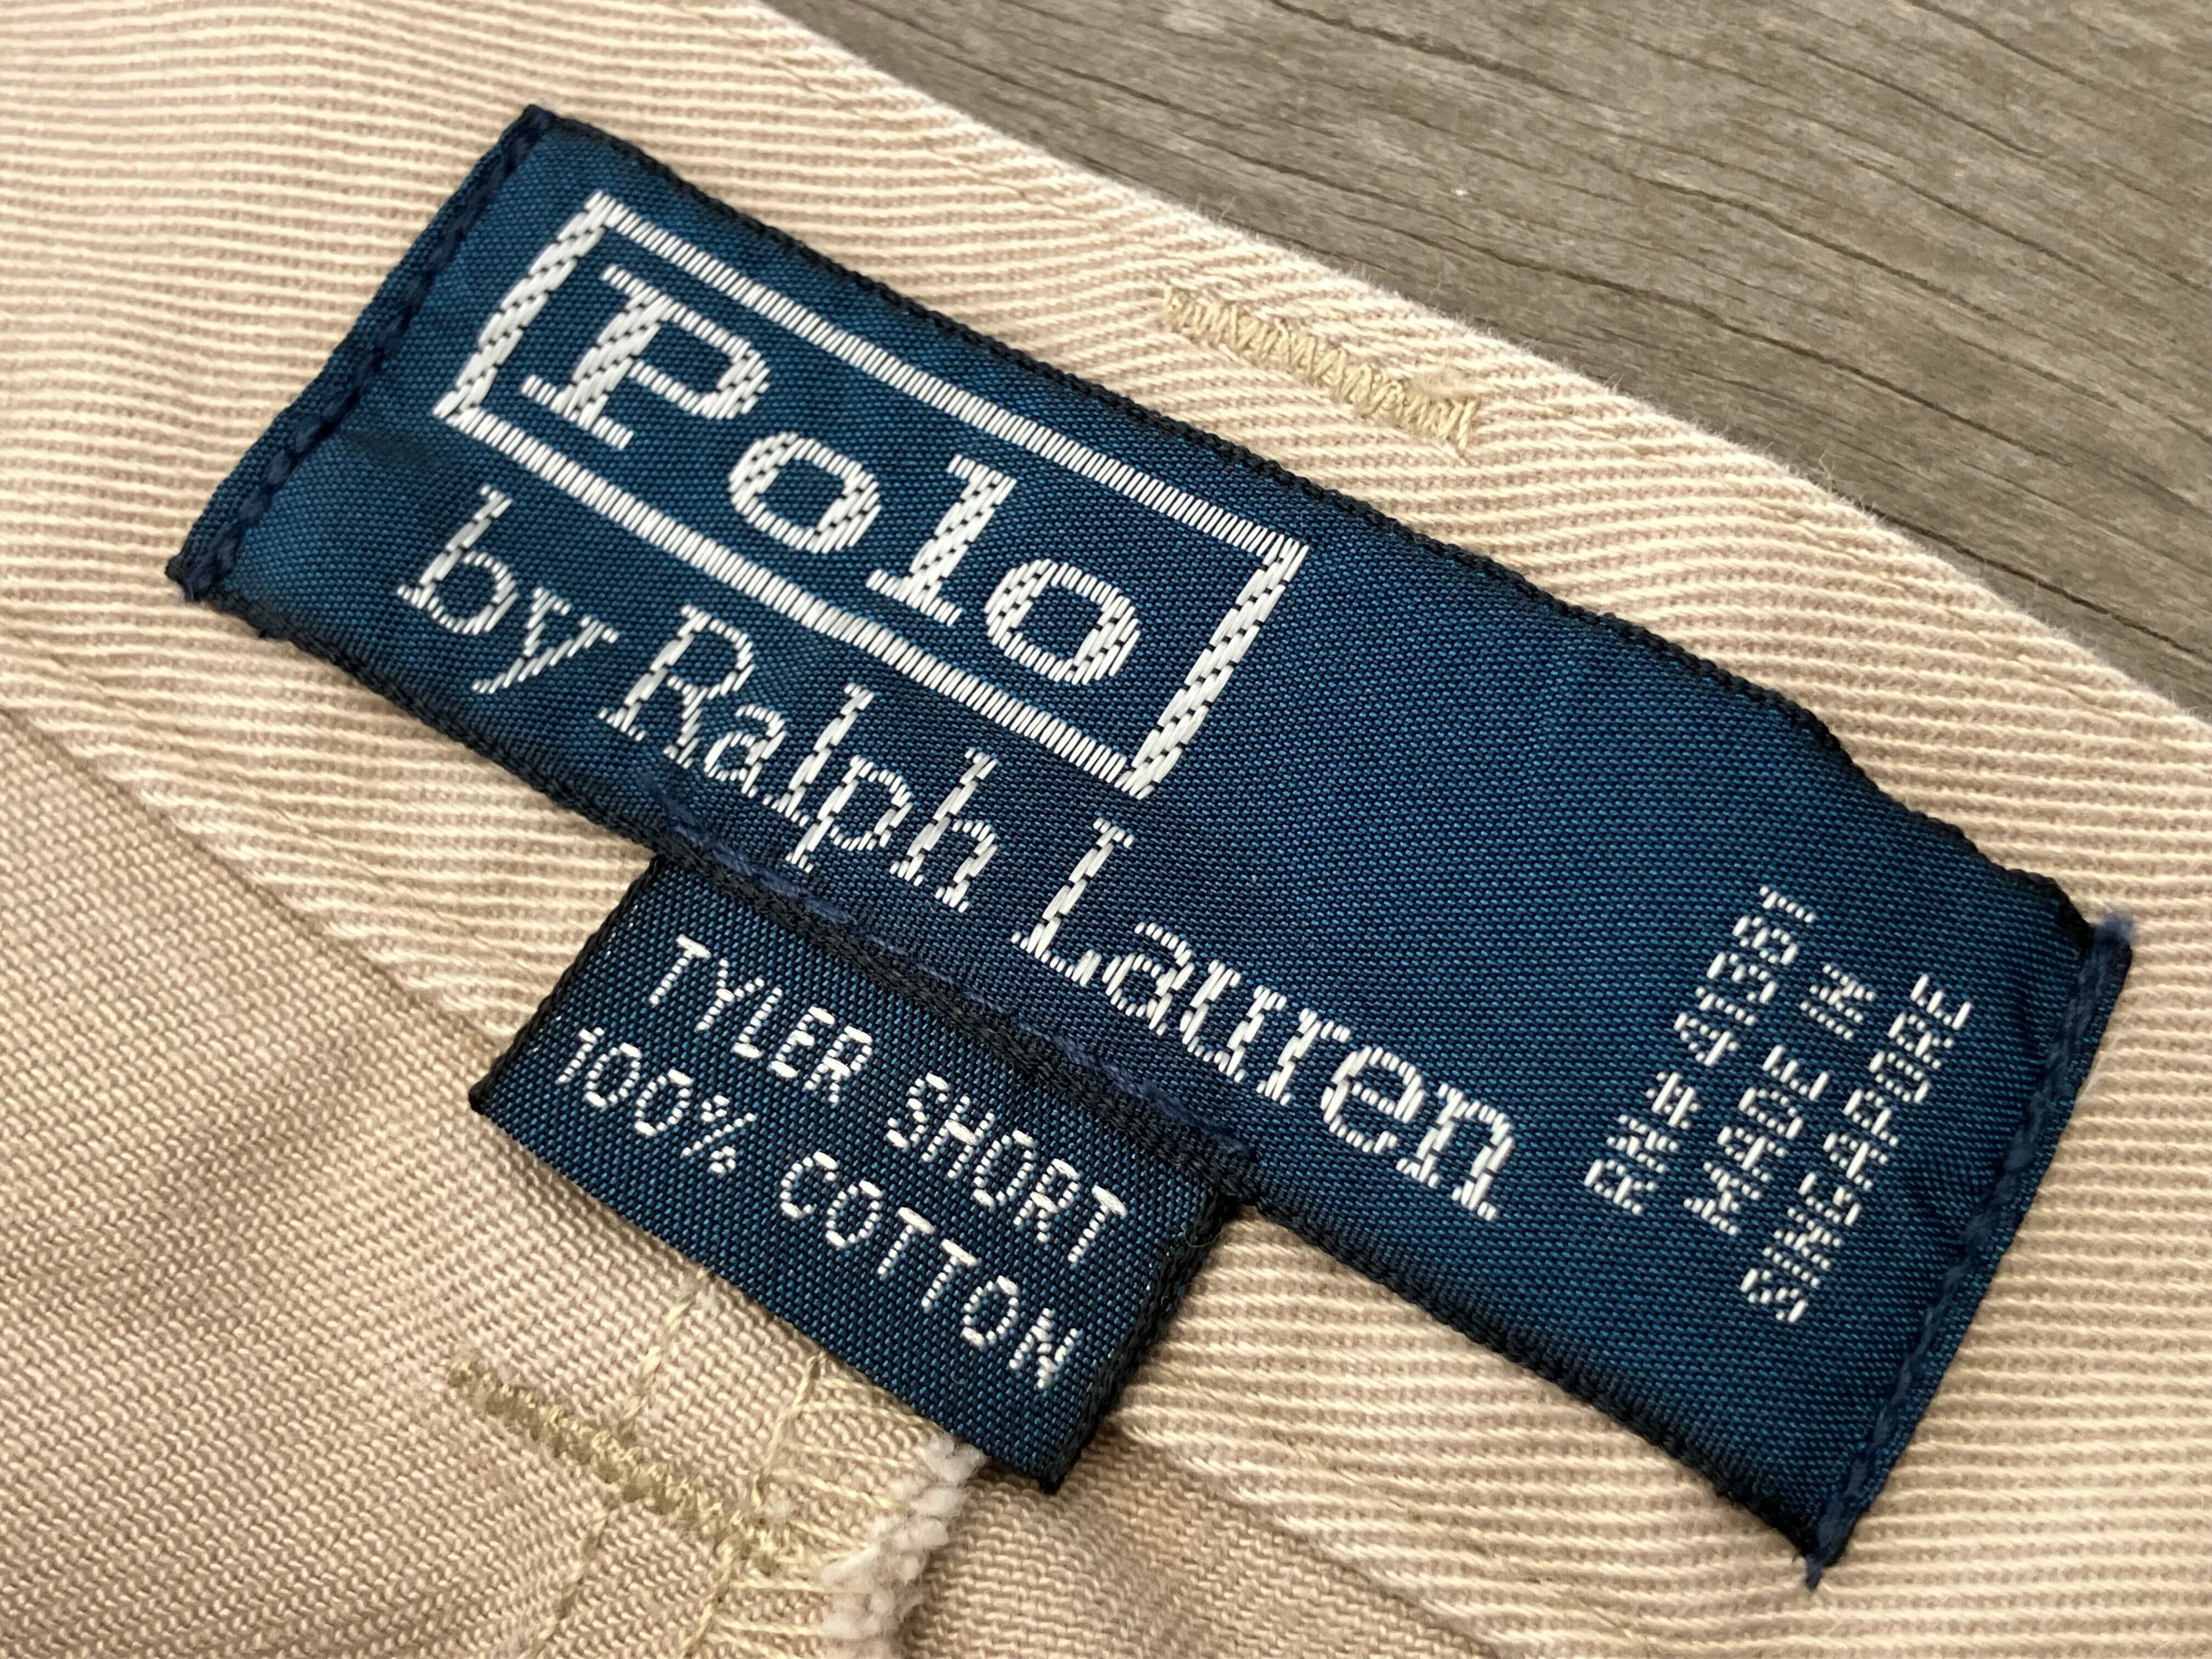 Polo
by Ralph Lauren
RN# 41381
MADE IN
SINGAPORE
TYLER SHORT
100% COTTON